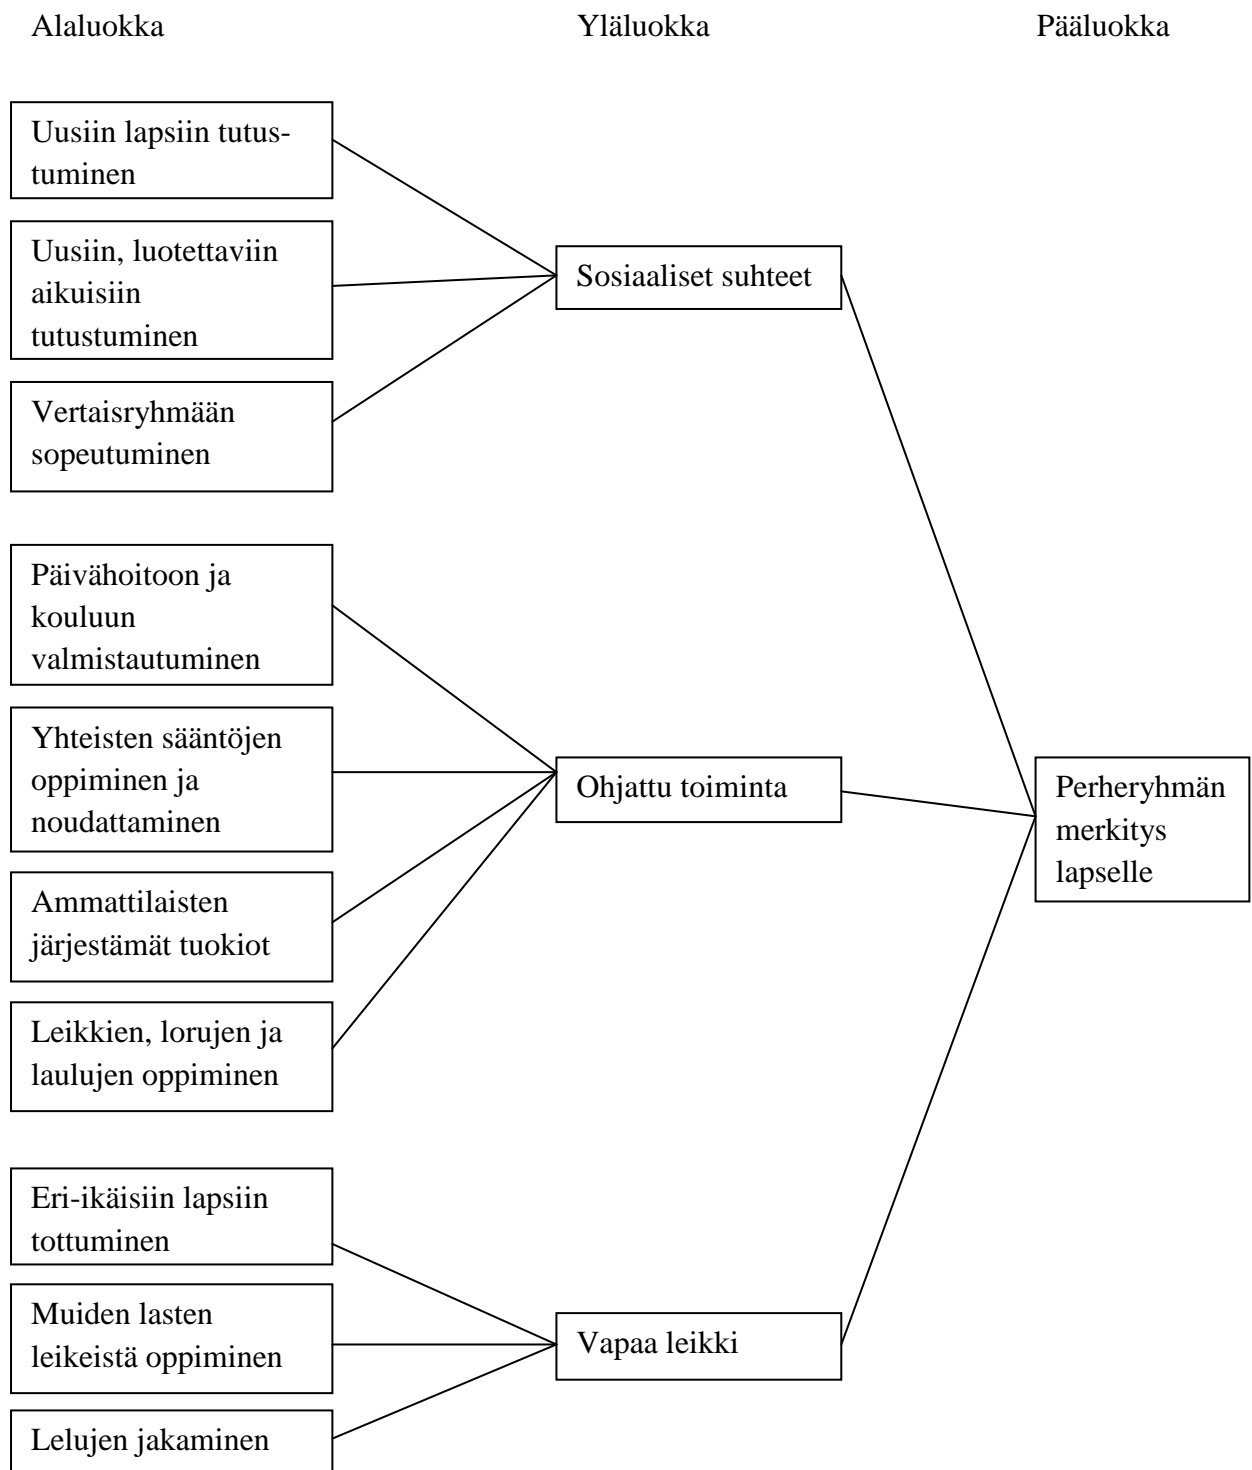 Alaluokka
Yläluokka
Pääluokka
Uusiin lapsiin tutus-
tuminen
Uusiin, luotettaviin
aikuisiin
tutustuminen
Vertaisryhmään
sopeutuminen
Sosiaaliset suhteet
Päivähoitoon ja
kouluun
valmistautuminen
Yhteisten sääntöjen
oppiminen ja
noudattaminen
Ammattilaisten
järjestämät tuokiot
Leikkien, lorujen ja
laulujen oppiminen
Ohjattu toiminta
Perheryhmän
merkitys
lapselle
Eri-ikäisiin lapsiin
tottuminen
Muiden lasten
leikeistä oppiminen
Lelujen jakaminen
Vapaa leikki